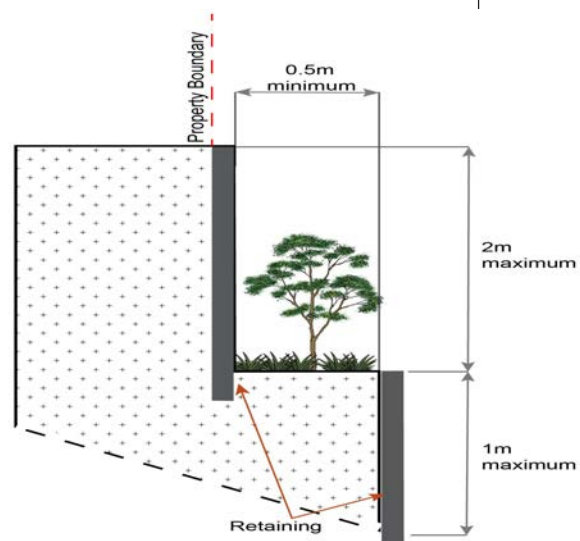 Property Boundary
0.5m
minimum
2m
maximum
1m
maximum
Retaining